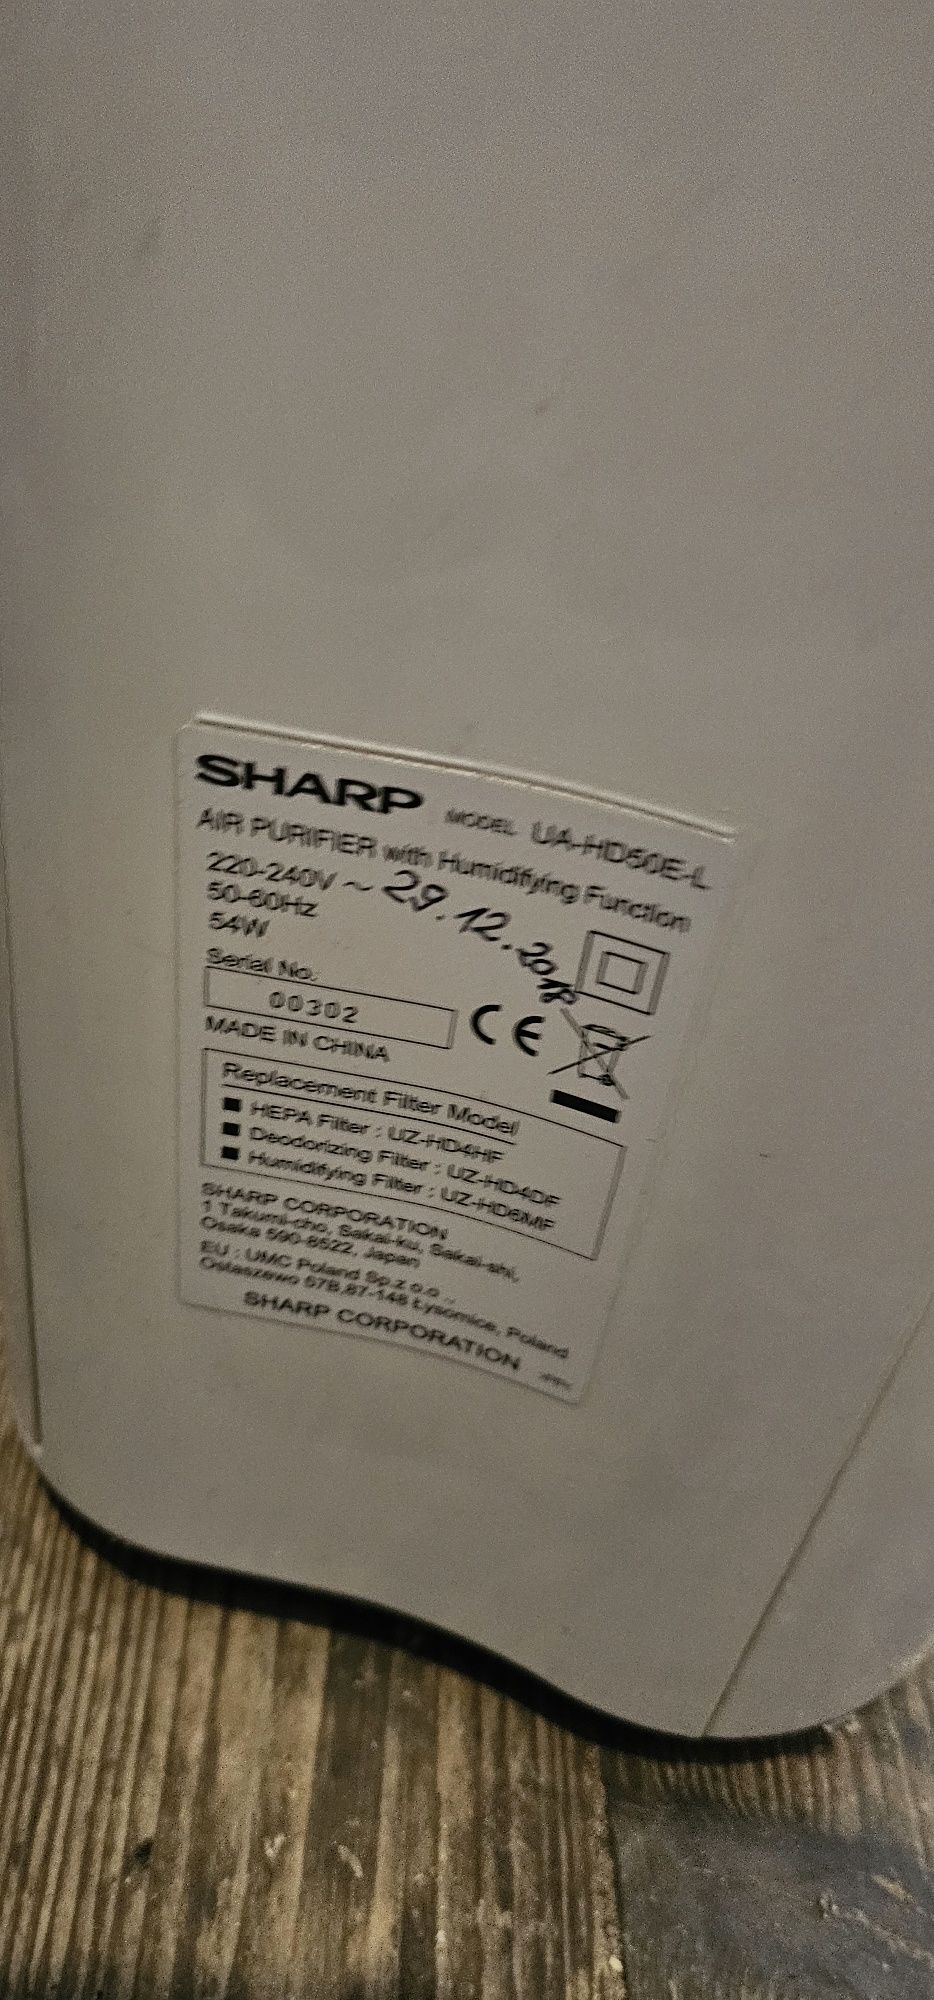 SHARP MODEL UA-HD50E-L
AIR PURIFIER with Humidifying Function
220-240V ~ 29.12.2018
50-60Hz
54W
Serial No.
00302
CE
MADE IN CHINA
Replacement Filter Model
■ HEPA Filter : UZ-HD4HF
■ Deodorizing Filter : UZ-HD4DF
■ Humidifying Filter : UZ-HD6MF
SHARP CORPORATION
1 Takumi-cho, Sakai-ku, Sakai-shi,
Osaka 590-8522, Japan
EU : UMC Poland Sp.z o.o ..
Ostaszewo 57B,87-148 Łysomice, Poland
SHARP CORPORATION